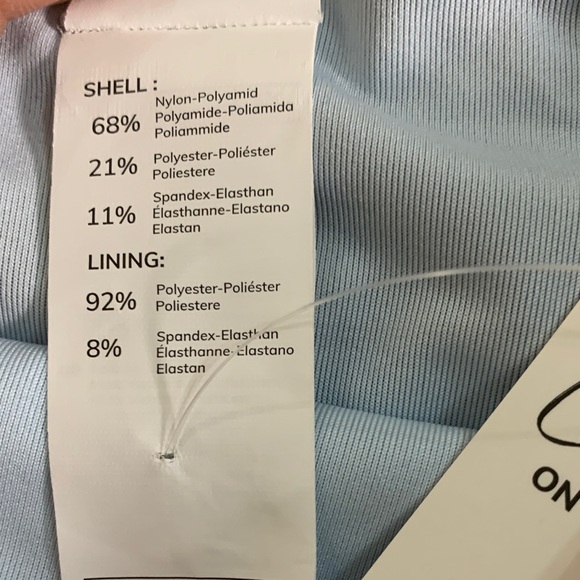 SHELL :
68% Nylon-Polyamid
Polyamide-Poliamida
Poliammide
21% Polyester-Poliéster
Poliestere
11% Spandex-Elasthan
Élasthanne-Elastano
Elastan
LINING:
92% Polyester-Poliéster
Poliestere
8% Spandex-Elasthan
Élasthanne-Elastano
Elastan
ON